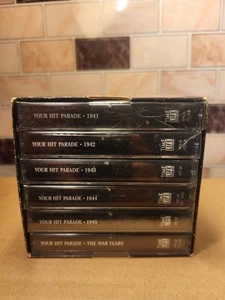 YOUR HIT PARADE • 1941
YOUR HIT PARADE • 1942
YOUR HIT PARADE • 1943
YOUR HIT PARADE • 1944
YOUR HIT PARADE • 1945
YOUR HIT PARADE • THE WAR YEARS